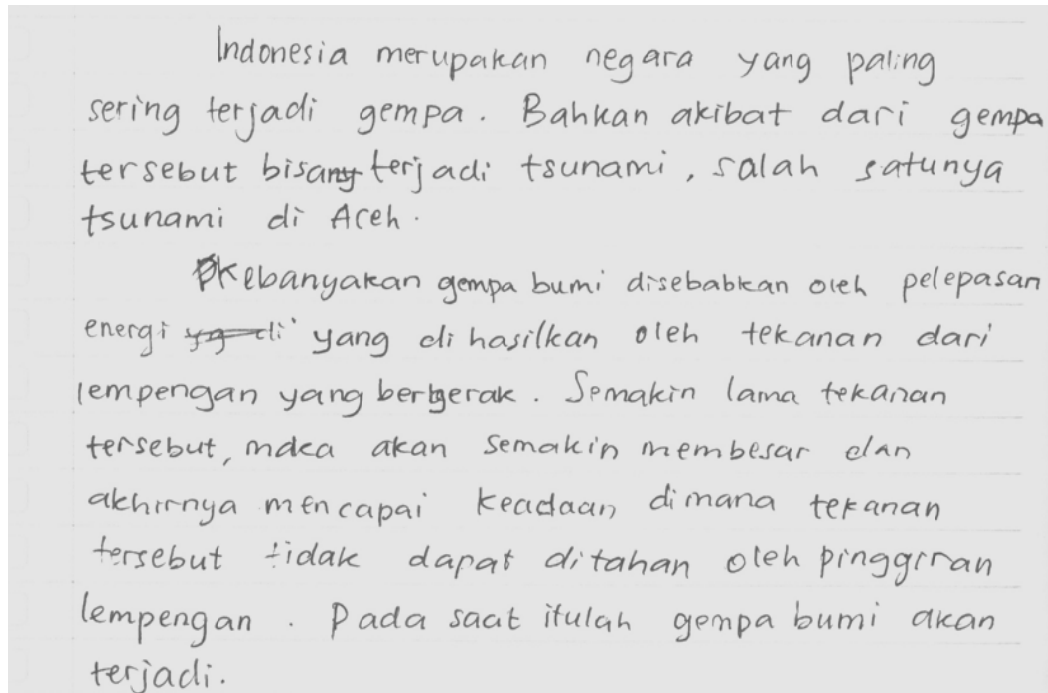 Indonesia merupakan negara yang paling
sering terjadi gempa. Bahkan akibat dari gempa
tersebut bisa terjadi tsunami, salah satunya
tsunami di Aceh.
Kebanyakan gempa bumi disebabkan oleh pelepasan
energi yang di hasilkan oleh tekanan dari
lempengan yang bergerak. Semakin lama tekanan
tersebut, maka akan semakin membesar dan
akhirnya mencapai keadaan dimana tekanan
tersebut tidak dapat ditahan oleh pinggiran
lempengan. Pada saat itulah gempa bumi akan
terjadi.